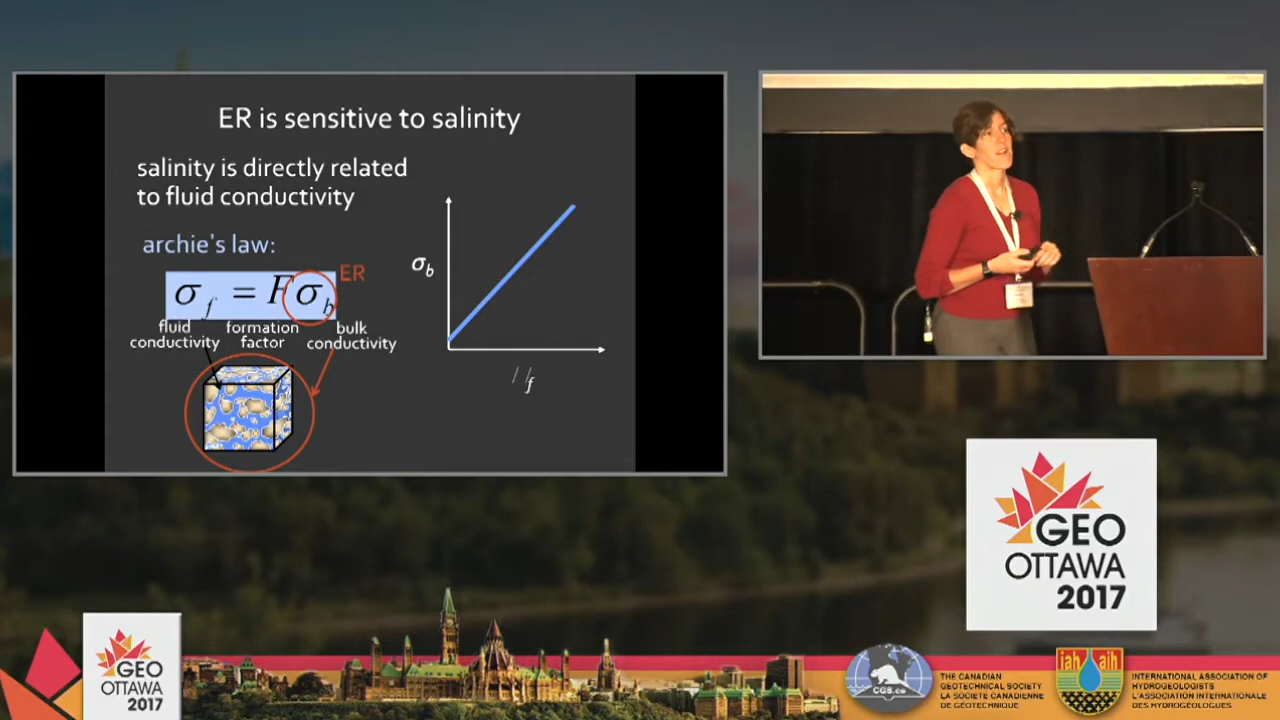 ER is sensitive to salinity
salinity is directly related
to fluid conductivity
archie's law:
σf = Fσb
ER
fluid
conductivity
formation
factor
bulk
conductivity
σb
f
GEO
OTTAWA
2017
GEO
OTTAWA
2017
CGS.ca
THE CANADIAN
GEOTECHNICAL SOCIETY
LA SOCIÉTÉ CANADIENNE
DE GÉOTECHNIQUE
iah aih
INTERNATIONAL ASSOCIATION OF
HYDROGEOLOGISTS
L'ASSOCIATION INTERNATIONALE
DES HYDROGÉOLOGUES